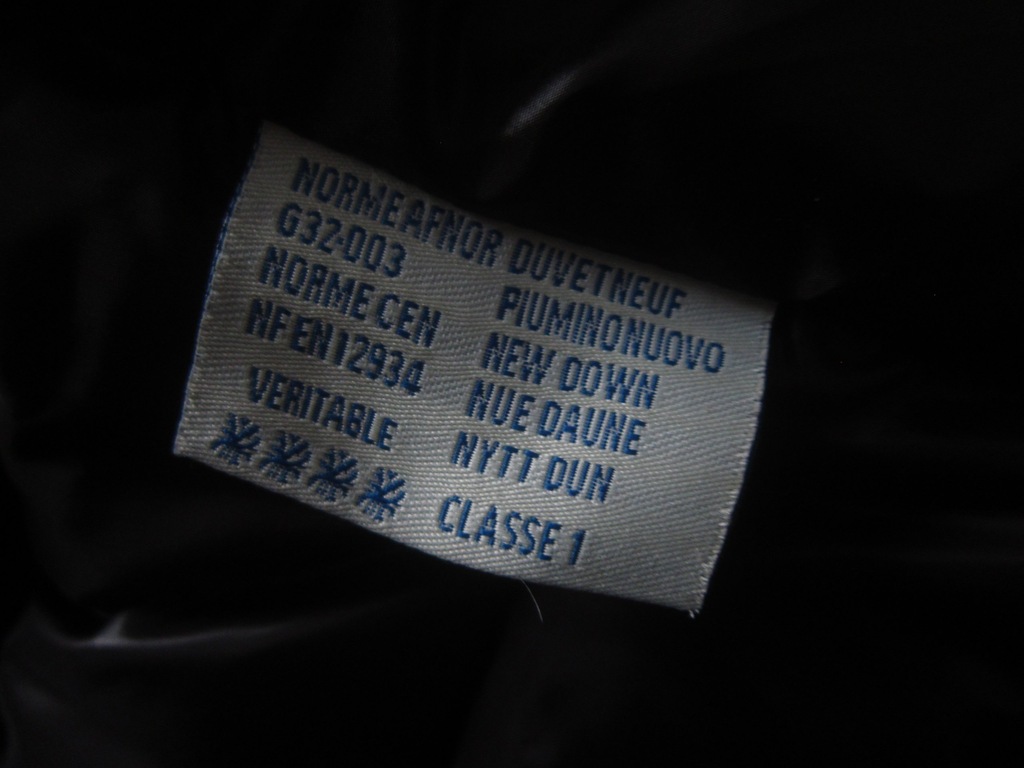 NORME AFNOR DUVET NEUF
G32-003
PIUMINO NUOVO
NORME CEN
NEW DOWN
NF EN 12934
NUE DAUNE
VERITABLE
NYTT DUN
CLASSE 1